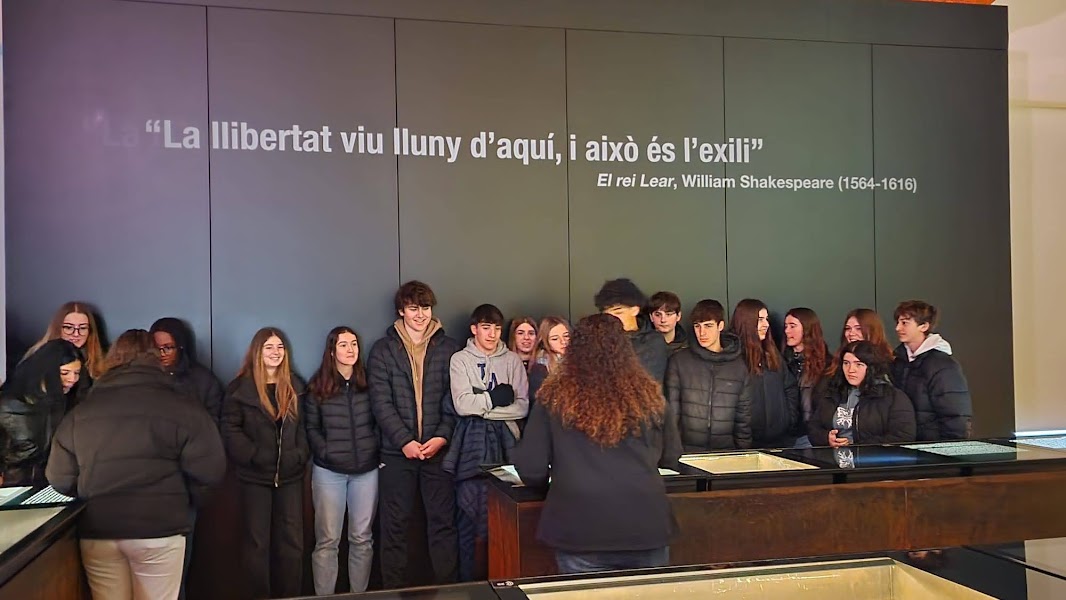 “La llibertat viu lluny d’aquí, i això és l’exili”
El rei Lear, William Shakespeare (1564-1616)